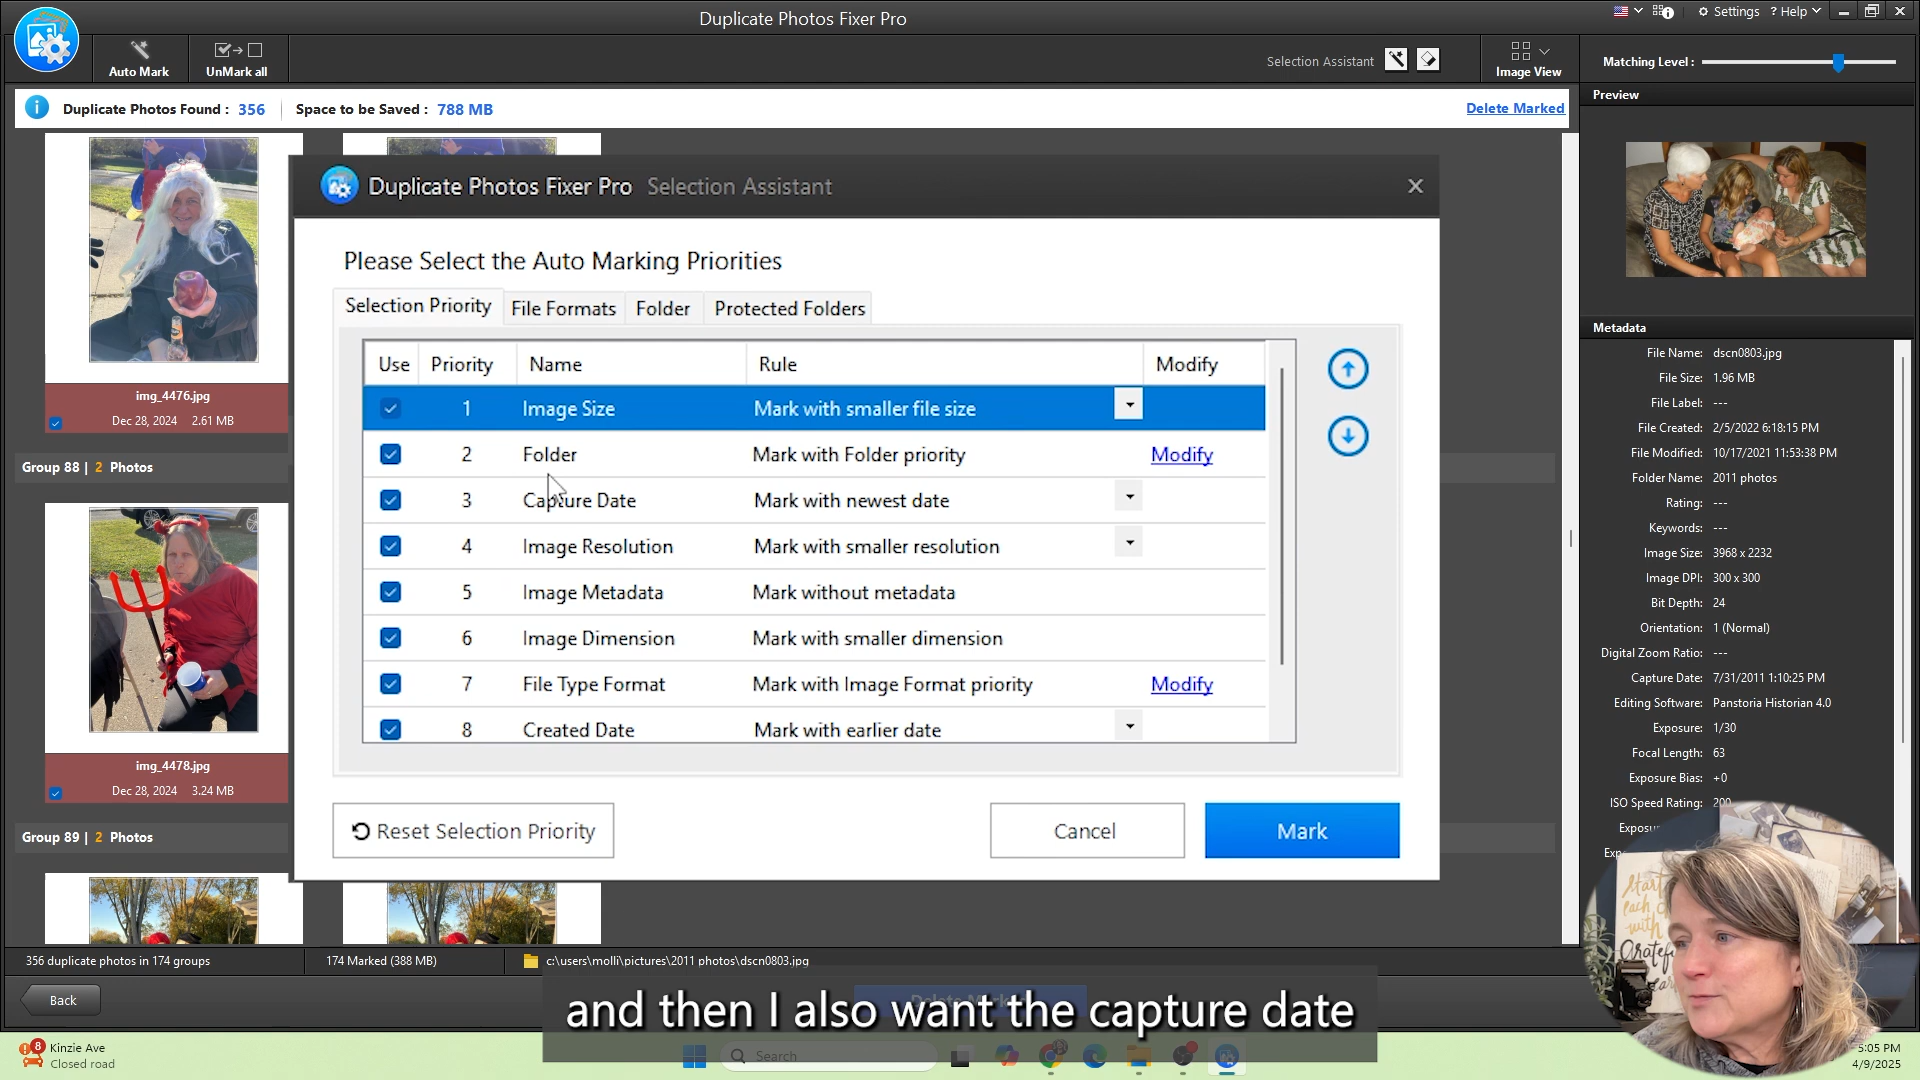 Duplicate Photos Fixer Pro
Settings
? Help
Auto Mark
UnMark all
Selection Assistant
Image View
Matching Level :
Duplicate Photos Found : 356
Space to be Saved : 788 MB
Delete Marked
Preview
img_4476.jpg
Dec 28, 2024 2.61 MB
Group 88 | 2 Photos
img_4478.jpg
Dec 28, 2024 3.24 MB
Group 89 | 2 Photos
Duplicate Photos Fixer Pro Selection Assistant
Please Select the Auto Marking Priorities
Selection Priority
File Formats
Folder
Protected Folders
Use Priority Name Rule Modify
1 Image Size Mark with smaller file size
2 Folder Mark with Folder priority Modify
3 Capture Date Mark with newest date
4 Image Resolution Mark with smaller resolution
5 Image Metadata Mark without metadata
6 Image Dimension Mark with smaller dimension
7 File Type Format Mark with Image Format priority Modify
8 Created Date Mark with earlier date
Reset Selection Priority
Cancel
Mark
Metadata
File Name: dscn0803.jpg
File Size: 1.96 MB
File Label: ---
File Created: 2/5/2022 6:18:15 PM
File Modified: 10/17/2021 11:53:38 PM
Folder Name: 2011 photos
Rating: ---
Keywords: ---
Image Size: 3968 x 2232
Image DPI: 300 x 300
Bit Depth: 24
Orientation: 1 (Normal)
Digital Zoom Ratio: ---
Capture Date: 7/31/2011 1:10:25 PM
Editing Software: Panstoria Historian 4.0
Exposure: 1/30
Focal Length: 63
Exposure Bias: +0
ISO Speed Rating: 200
Start
each
with
Grateful
356 duplicate photos in 174 groups
174 Marked (388 MB)
c:\users\molli\pictures\2011 photos\dscn0803.jpg
Back
and then I also want the capture date
8
Kinzie Ave
Closed road
Search
5:05 PM
4/9/2025